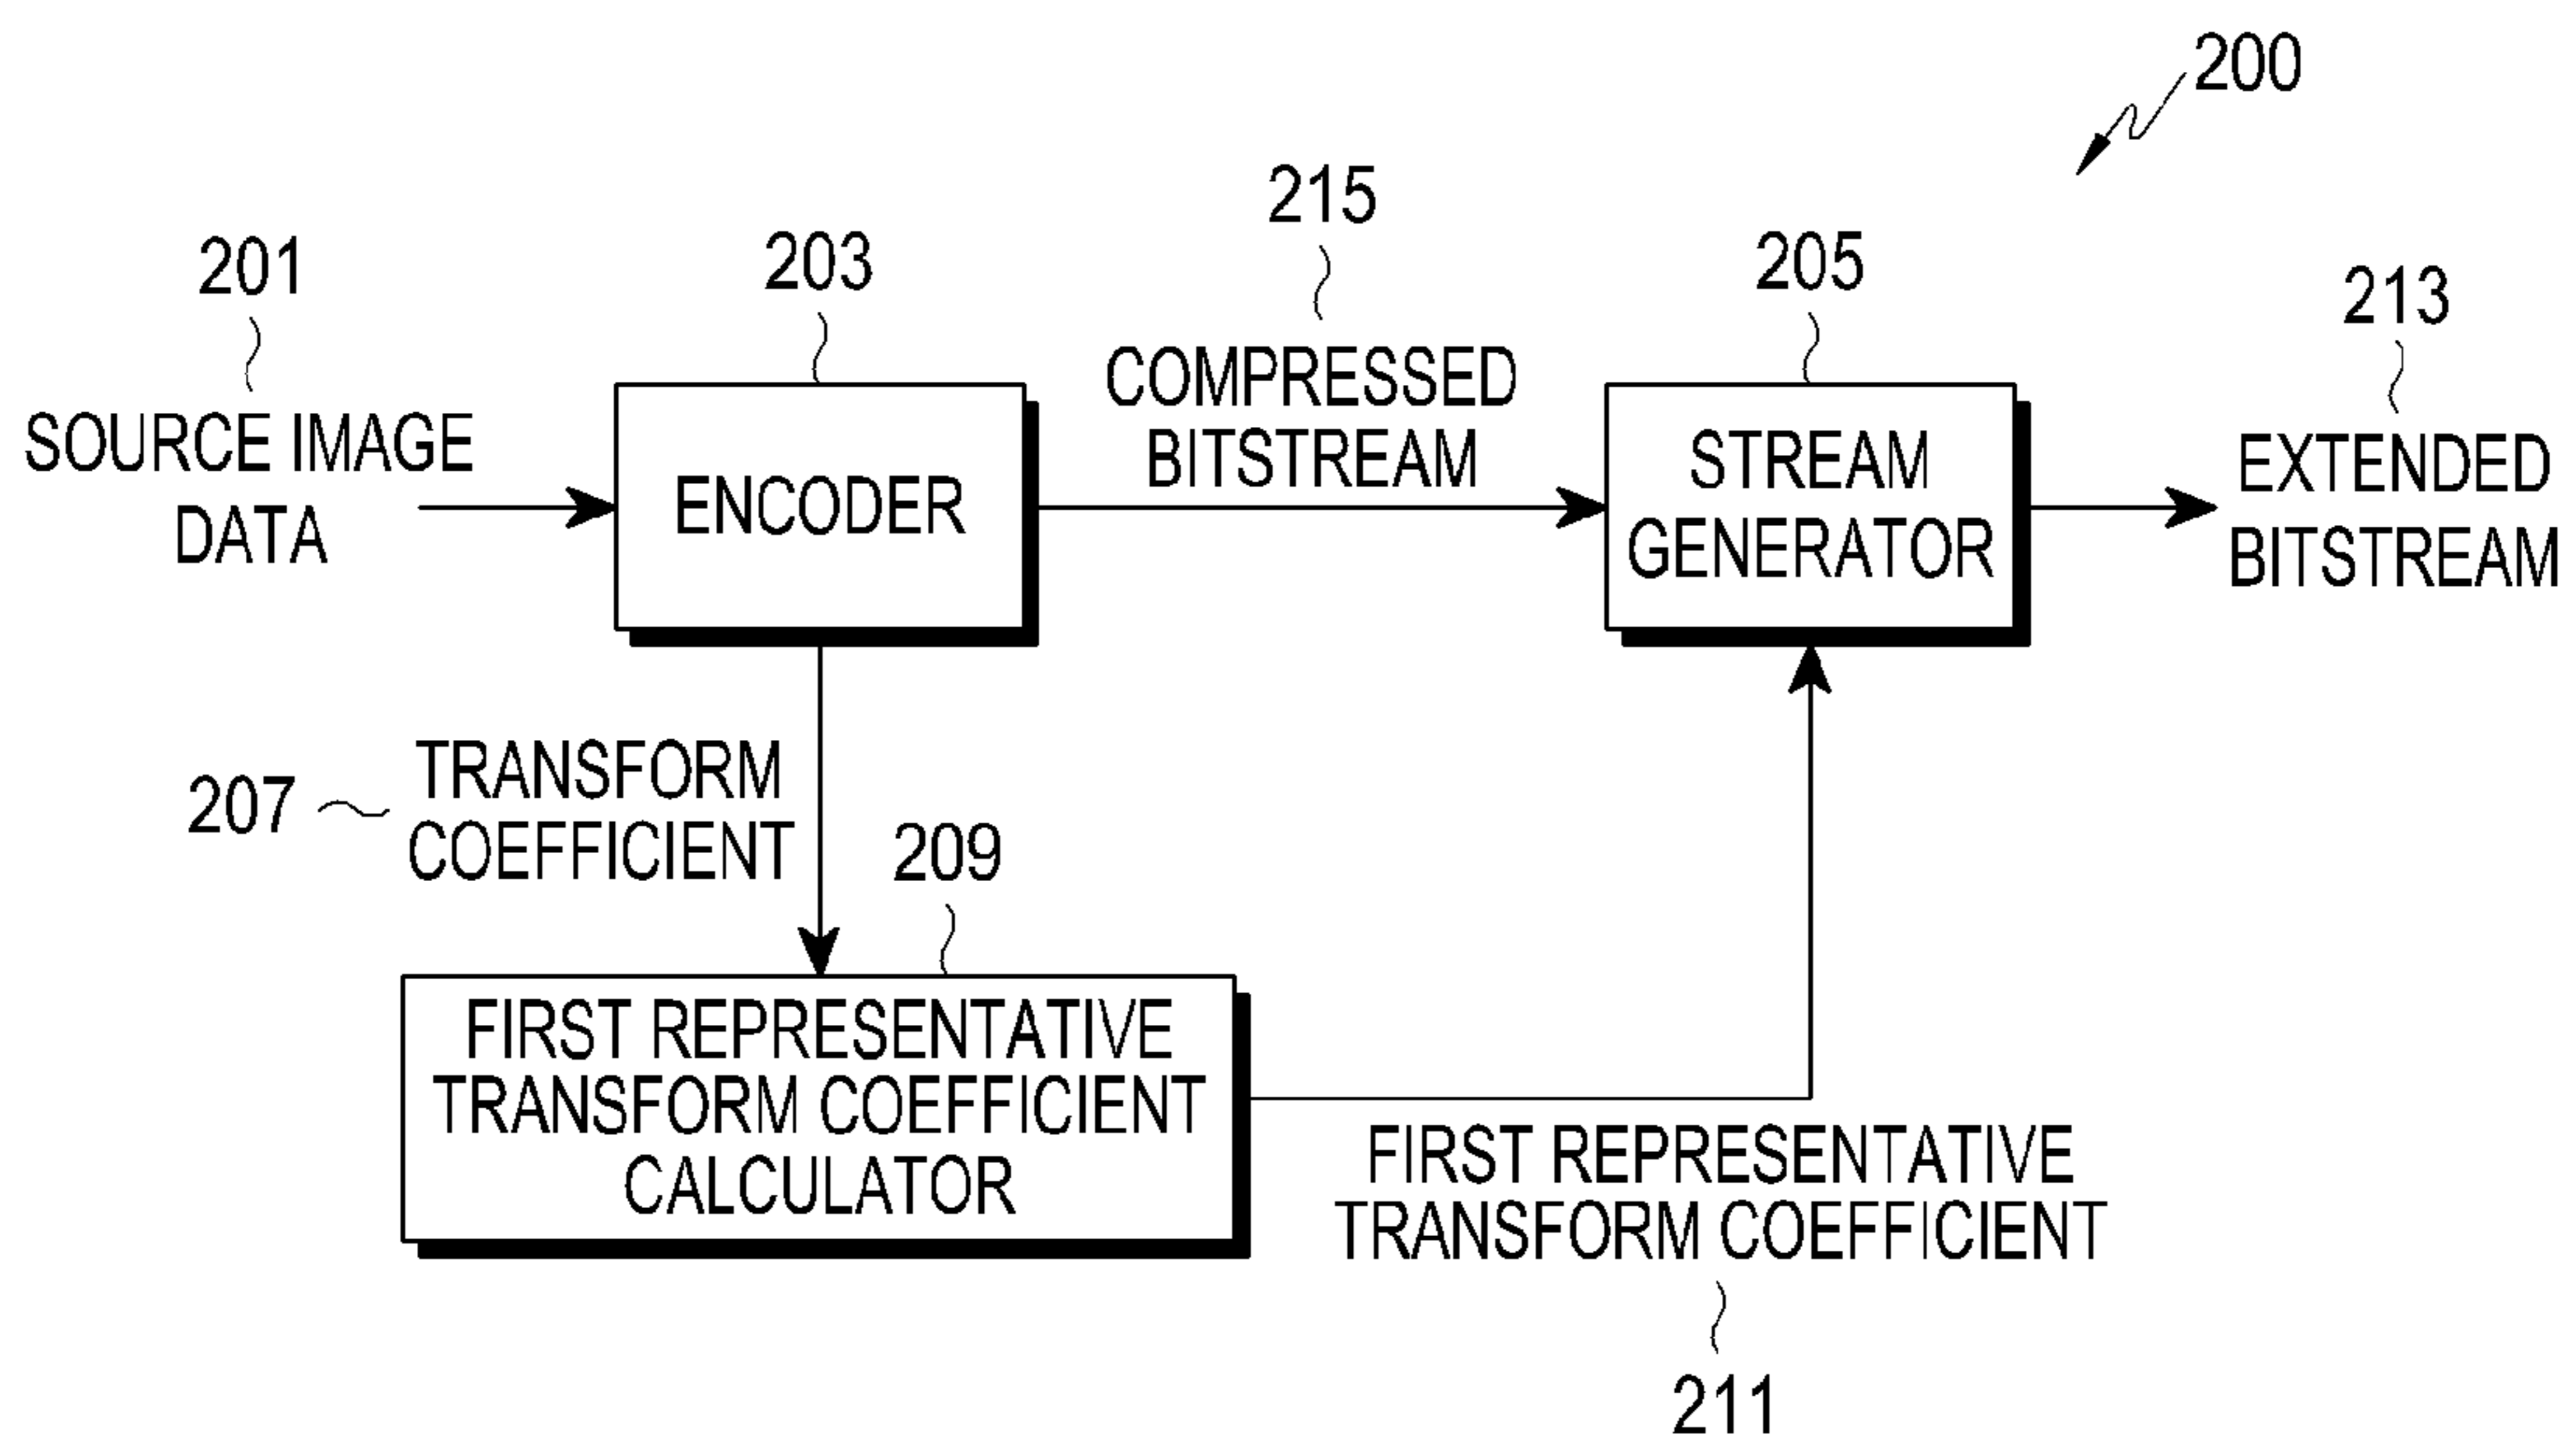 200
215
201
203
205
213
SOURCE IMAGE
DATA
ENCODER
COMPRESSED
BITSTREAM
STREAM
GENERATOR
EXTENDED
BITSTREAM
207
TRANSFORM
COEFFICIENT
209
FIRST REPRESENTATIVE
TRANSFORM COEFFICIENT
CALCULATOR
FIRST REPRESENTATIVE
TRANSFORM COEFFICIENT
211